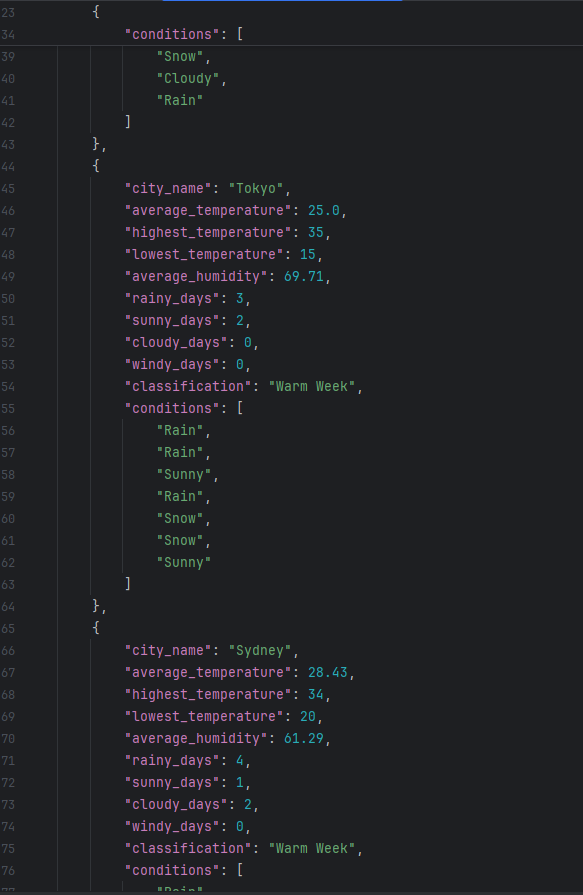 23 {
34 "conditions": [
39 "Snow",
40 "Cloudy",
41 "Rain"
42 ]
43 },
44 {
45 "city_name": "Tokyo",
46 "average_temperature": 25.0,
47 "highest_temperature": 35,
48 "lowest_temperature": 15,
49 "average_humidity": 69.71,
50 "rainy_days": 3,
51 "sunny_days": 2,
52 "cloudy_days": 0,
53 "windy_days": 0,
54 "classification": "Warm Week",
55 "conditions": [
56 "Rain",
57 "Rain",
58 "Sunny",
59 "Rain",
60 "Snow",
61 "Snow",
62 "Sunny"
63 ]
64 },
65 {
66 "city_name": "Sydney",
67 "average_temperature": 28.43,
68 "highest_temperature": 34,
69 "lowest_temperature": 20,
70 "average_humidity": 61.29,
71 "rainy_days": 4,
72 "sunny_days": 1,
73 "cloudy_days": 2,
74 "windy_days": 0,
75 "classification": "Warm Week",
76 "conditions": [